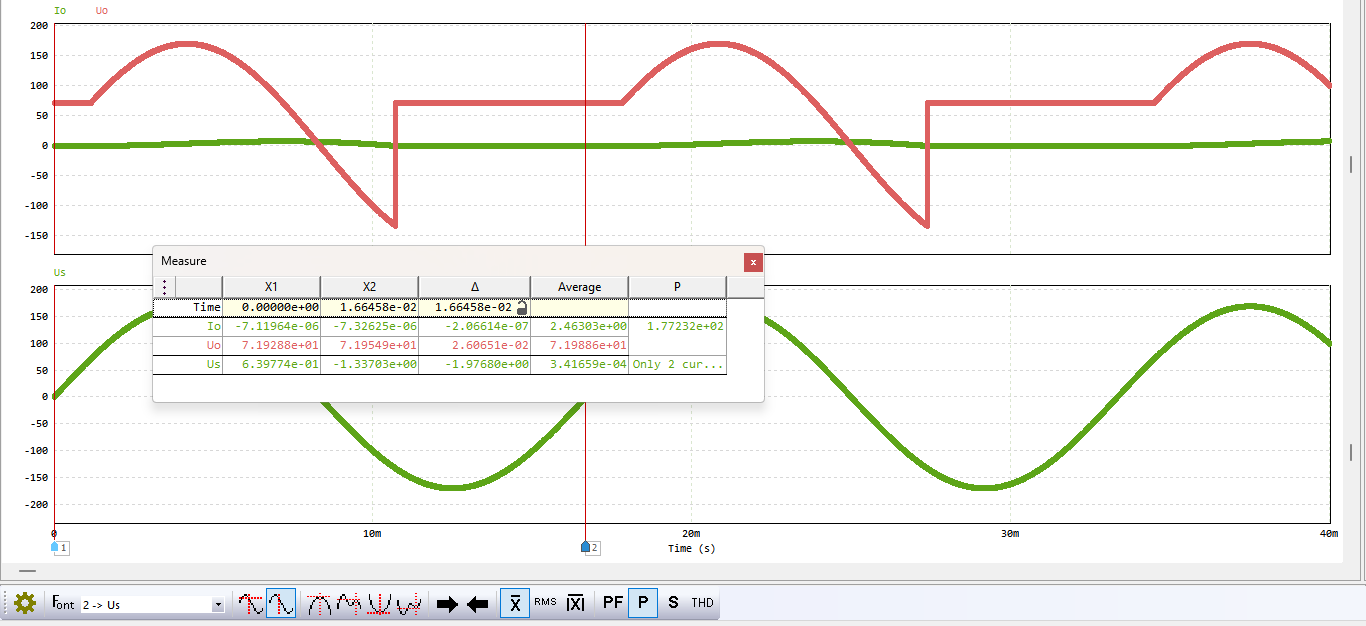 Io Uo
200
150
100
50
0
-50
-100
-150
Measure x
X1 X2 Δ Average P
Time 0.00000e+00 1.66458e-02 1.66458e-02
Io -7.11964e-06 -7.32625e-06 -2.06614e-07 2.46303e+00 1.77232e+02
Uo 7.19288e+01 7.19549e+01 2.60651e-02 7.19886e+01
Us 6.39774e-01 -1.33703e+00 -1.97680e+00 3.41659e-04 Only 2 cur...
Us
200
150
100
50
0
-50
-100
-150
-200
0 10m 20m 30m 40m
Time (s)
1 2
Font 2 -> Us X RMS |X| PF P S THD